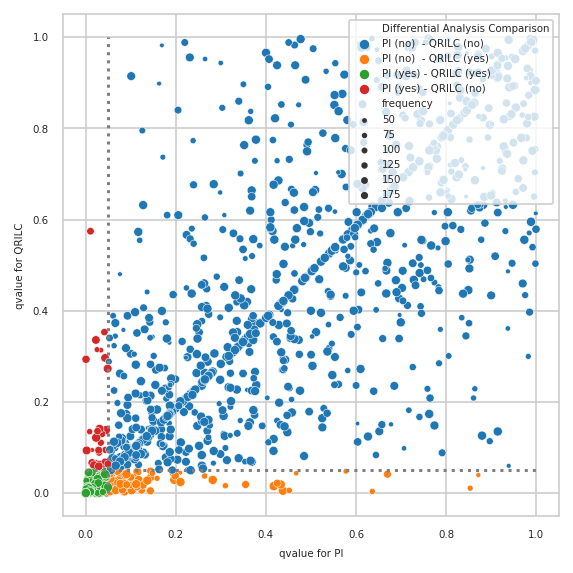 Differential Analysis Comparison
PI (no) - QRILC (no)
PI (no)  - QRILC (yes)
PI (yes) - QRILC (yes)
PI (yes) - QRILC (no)
frequency
50
75
100
125
150
175
1.0
0.8
0.6
0.4
0.2
0.0
qvalue for QRILC
0.0 0.2 0.4 0.6 0.8 1.0
qvalue for PI